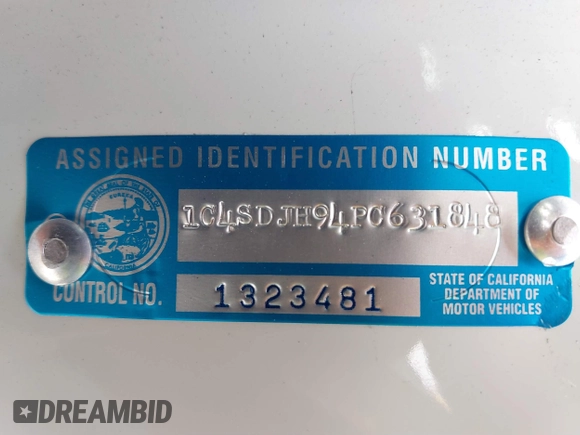 ASSIGNED IDENTIFICATION NUMBER
1C4SDJH94PC631848
CONTROL NO. 1323481
STATE OF CALIFORNIA
DEPARTMENT OF
MOTOR VEHICLES
DREAMBID